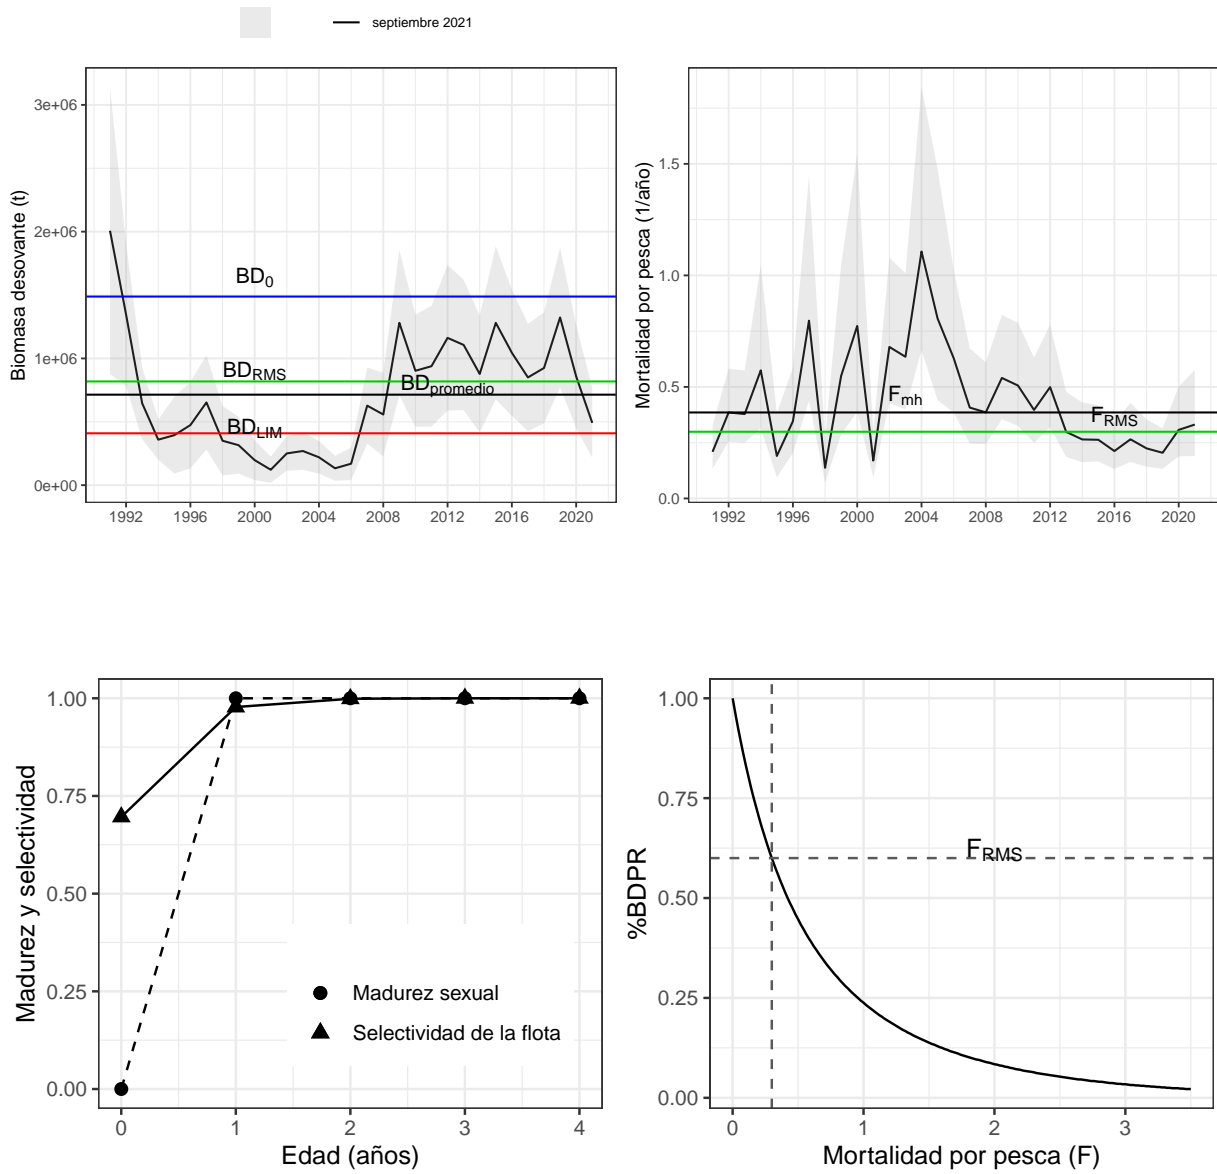 septiembre 2021
Biomasa desovante (t)
3e+06
2e+06
1e+06
0e+00
BD0
BDRMS
BDpromedio
BDLIM
1992 1996 2000 2004 2008 2012 2016 2020
Mortalidad por pesca (1/año)
1.5
1.0
0.5
0.0
Fmh
FRMS
1992 1996 2000 2004 2008 2012 2016 2020
Madurez y selectividad
1.00
0.75
0.50
0.25
0.00
Madurez sexual
Selectividad de la flota
0 1 2 3 4
Edad (años)
%BDPR
1.00
0.75
0.50
0.25
0.00
FRMS
0 1 2 3
Mortalidad por pesca (F)